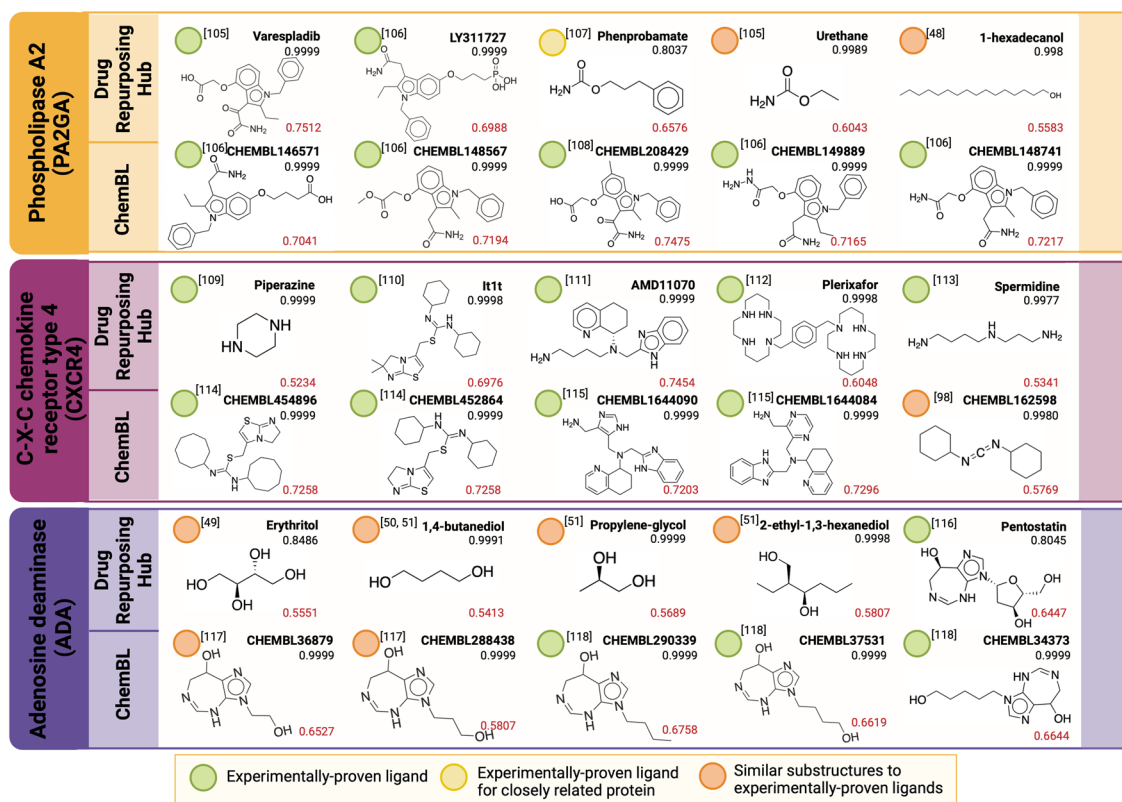 Phospholipase A2
(PA2GA)
Drug
Repurposing
Hub
[105]
Varespladib
0.9999
0.7512
[106]
LY311727
0.9999
0.6988
[107]
Phenprobamate
0.8037
0.6576
[105]
Urethane
0.9989
0.6043
[48]
1-hexadecanol
0.998
0.5583
ChemBL
[106]
CHEMBL146571
0.9999
0.7041
[106]
CHEMBL148567
0.9999
0.7194
[108]
CHEMBL208429
0.9999
0.7475
[106]
CHEMBL149889
0.9999
0.7165
[106]
CHEMBL148741
0.9999
0.7217
C-X-C chemokine
receptor type 4
(CXCR4)
Drug
Repurposing
Hub
[109]
Piperazine
0.9999
0.5234
[110]
It1t
0.9998
0.6976
[111]
AMD11070
0.9999
0.7454
[112]
Plerixafor
0.9998
0.6048
[113]
Spermidine
0.9977
0.5341
ChemBL
[114]
CHEMBL454896
0.9999
0.7258
[114]
CHEMBL452864
0.9999
0.7258
[115]
CHEMBL1644090
0.9999
0.7203
[115]
CHEMBL1644084
0.9999
0.7296
[98]
CHEMBL162598
0.9980
0.5769
Adenosine deaminase
(ADA)
Drug
Repurposing
Hub
[49]
Erythritol
0.8486
0.5551
[50, 51]
1,4-butanediol
0.9991
0.5413
[51]
Propylene-glycol
0.9999
0.5689
[51]
2-ethyl-1,3-hexanediol
0.9998
0.5807
[116]
Pentostatin
0.8045
0.6447
ChemBL
[117]
CHEMBL36879
0.9999
0.6527
[117]
CHEMBL288438
0.9999
0.5807
[118]
CHEMBL290339
0.9999
0.6758
[118]
CHEMBL37531
0.9999
0.6619
[118]
CHEMBL34373
0.9999
0.6644
Experimentally-proven ligand
Experimentally-proven ligand
for closely related protein
Similar substructures to
experimentally-proven ligands